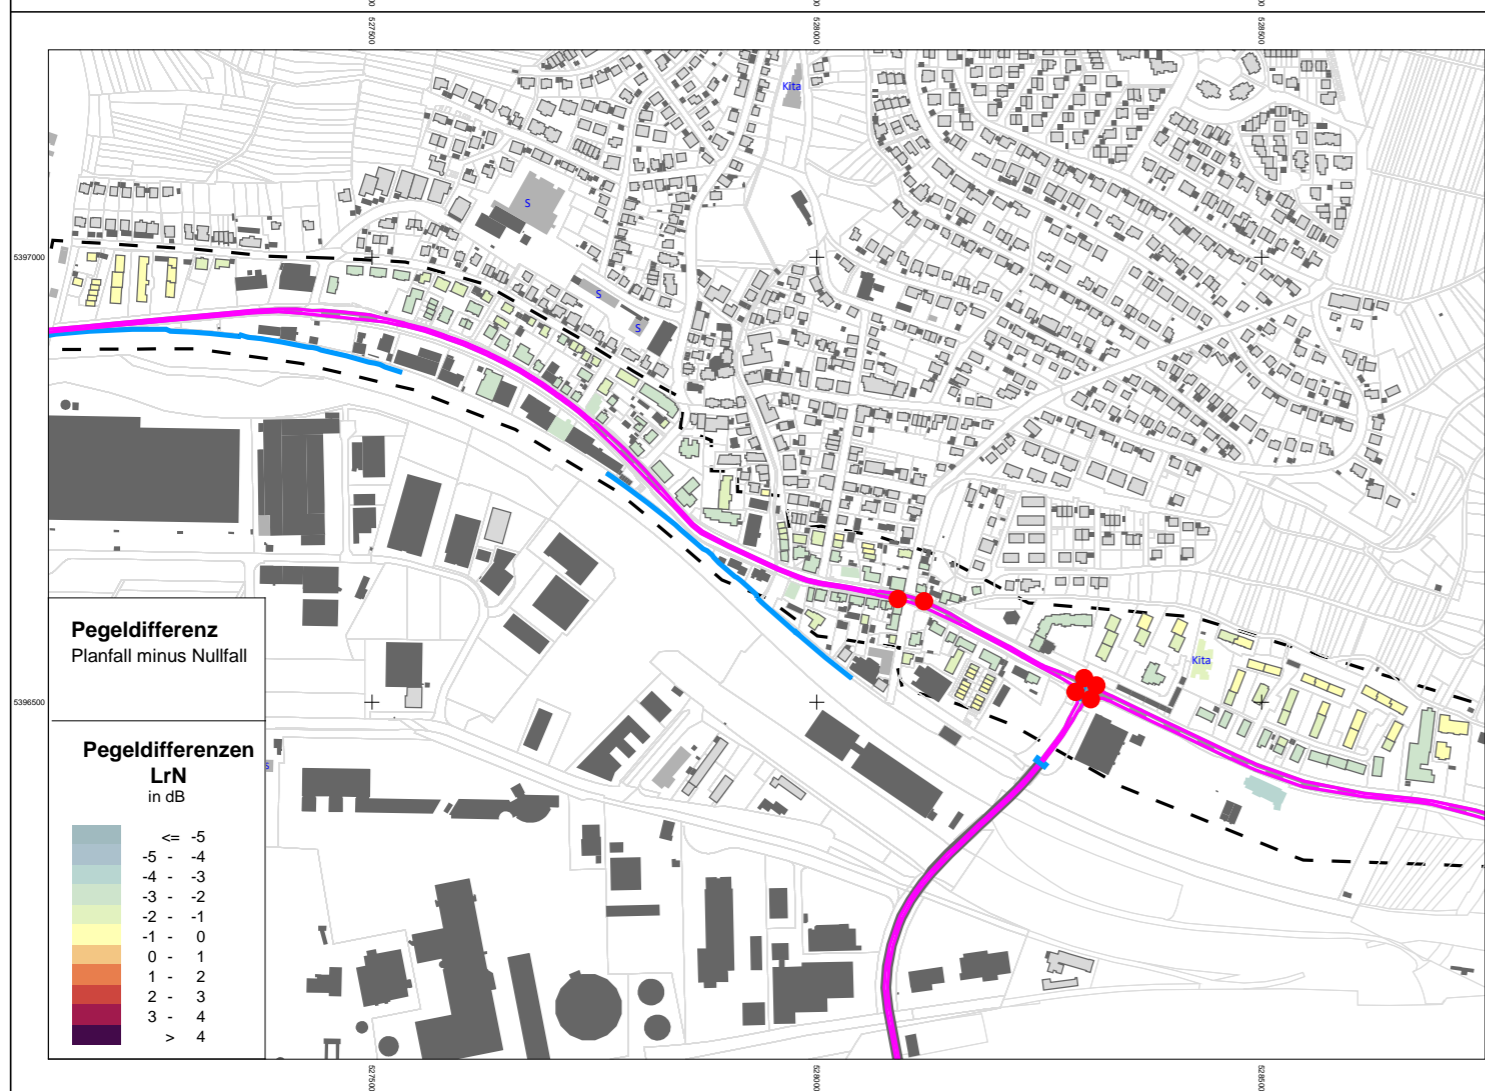 527500
528000
528500
Kita
S
5397000
S
S
Kita
5396500
S
Pegeldifferenz
Planfall minus Nullfall
Pegeldifferenzen
LrN
in dB
<= -5
-5 - -4
-4 - -3
-3 - -2
-2 - -1
-1 - 0
0 - 1
1 - 2
2 - 3
3 - 4
> 4
527500
528000
528500